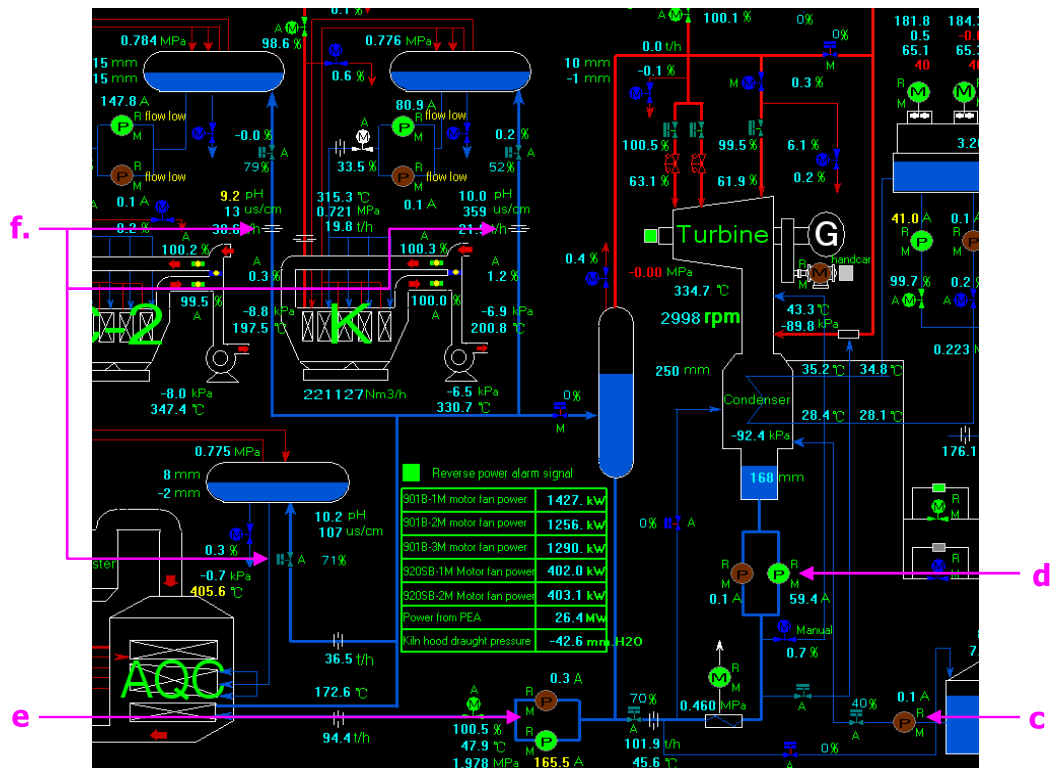 0.1 %
100.1 %
0%
181.8
184.
0.784 MPa
98.6 %
0.776 MPa
0.0 t/h
0%
0.5
65.1
40
15 mm
15 mm
0.6 %
10 mm
-1 mm
-0.1 %
M
0.3 %
R
M
M
M
147.8 A
flow low
P
R
M
80.9 A
flow low
P
R
M
-0.0 %
79%
A
33.5 %
A
0.2 %
52%
A
100.5 %
A
99.5 %
A
6.1 %
0.2 %
3.2
flow low
0.1 A
flow low
0.1 A
63.1 %
61.9 %
9.2 pH
13 us/cm
38.6 t/h
315.3 ℃
0.721 MPa
19.8 t/h
10.0 pH
359 us/cm
21. t/h
41.0 A
0.1
f.
8.2 %
100.2 %
100.3 %
Turbine
G
handcar
0.4 %
-0.00 MPa
334.7 ℃
2998 rpm
99.7 %
0.2 %
A
0.3 %
99.5 %
A
100.0 %
A
1.2 %
43.3 ℃
-89.8 kPa
-2
-8.8 kPa
197.5 ℃
K
-6.9 kPa
200.8 ℃
0.223 M
-8.0 kPa
347.4 ℃
221127Nm3/h
-6.5 kPa
330.7 ℃
250 mm
35.2 ℃
34.8 ℃
0%
M
Condenser
28.4 ℃
28.1 ℃
-92.4 kPa
176.1
0.775 MPa
8 mm
-2 mm
Reverse power alarm signal
901B-1M motor fan power 1427. kW
901B-2M motor fan power 1256. kW
901B-3M motor fan power 1290. kW
920SB-1M Motor fan power 402.0 kW
920SB-2M Motor fan power 403.1 kW
Power from PEA 26.4 MW
Kiln hood draught pressure -42.6 mm.H2O
168 mm
10.2 pH
107 us/cm
0.3 %
A
71%
0%
A
ster
-0.7 kPa
405.6 ℃
P
P
R
M
0.1 A
59.4 A
d
Manual
0.7 %
36.5 t/h
AQC
172.6 ℃
94.4 t/h
e
0.3 A
R
M
P
P
R
M
100.5 %
47.9 ℃
1.978 MPa
165.5 A
70%
A
101.9 t/h
45.6 ℃
0.460 MPa
R
M
M
A
40%
A
0.1 A
P
R
M
c
A
0%